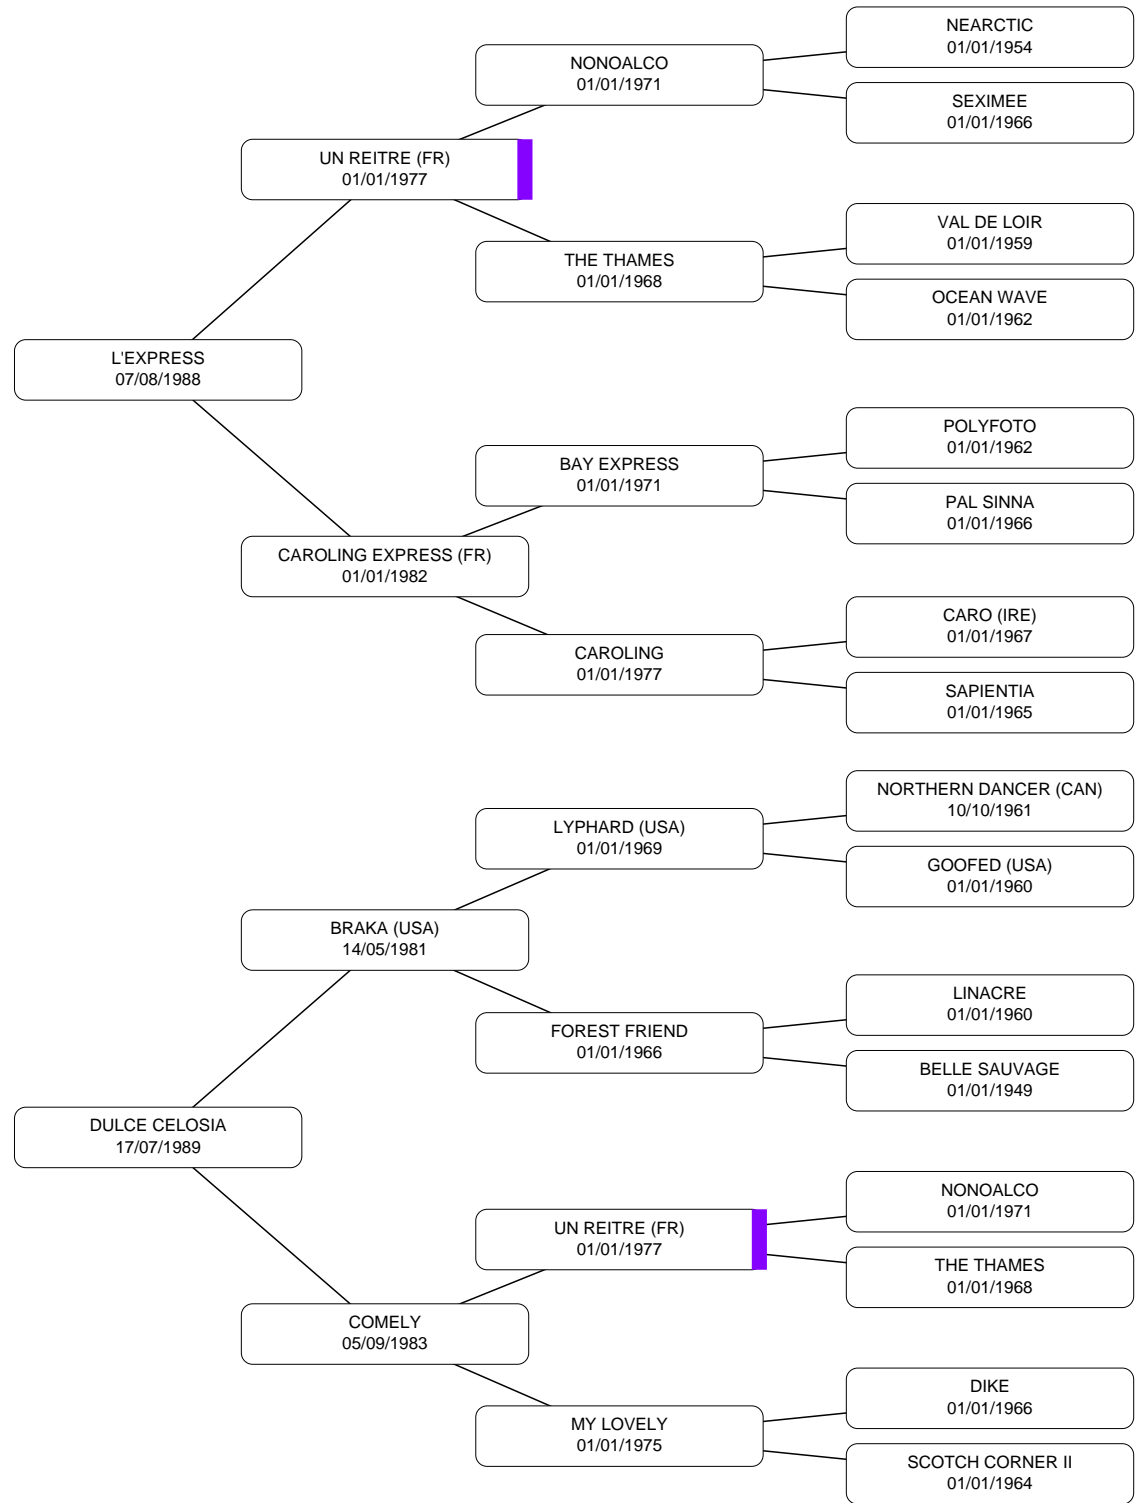 NEARCTIC
01/01/1954
NONOALCO
01/01/1971
SEXIMEE
01/01/1966
UN REITRE (FR)
01/01/1977
VAL DE LOIR
01/01/1959
THE THAMES
01/01/1968
OCEAN WAVE
01/01/1962
L'EXPRESS
07/08/1988
POLYFOTO
01/01/1962
BAY EXPRESS
01/01/1971
PAL SINNA
01/01/1966
CAROLING EXPRESS (FR)
01/01/1982
CARO (IRE)
01/01/1967
CAROLING
01/01/1977
SAPIENTIA
01/01/1965
NORTHERN DANCER (CAN)
10/10/1961
LYPHARD (USA)
01/01/1969
GOOFED (USA)
01/01/1960
BRAKA (USA)
14/05/1981
LINACRE
01/01/1960
FOREST FRIEND
01/01/1966
BELLE SAUVAGE
01/01/1949
DULCE CELOSIA
17/07/1989
NONOALCO
01/01/1971
UN REITRE (FR)
01/01/1977
THE THAMES
01/01/1968
COMELY
05/09/1983
DIKE
01/01/1966
MY LOVELY
01/01/1975
SCOTCH CORNER II
01/01/1964